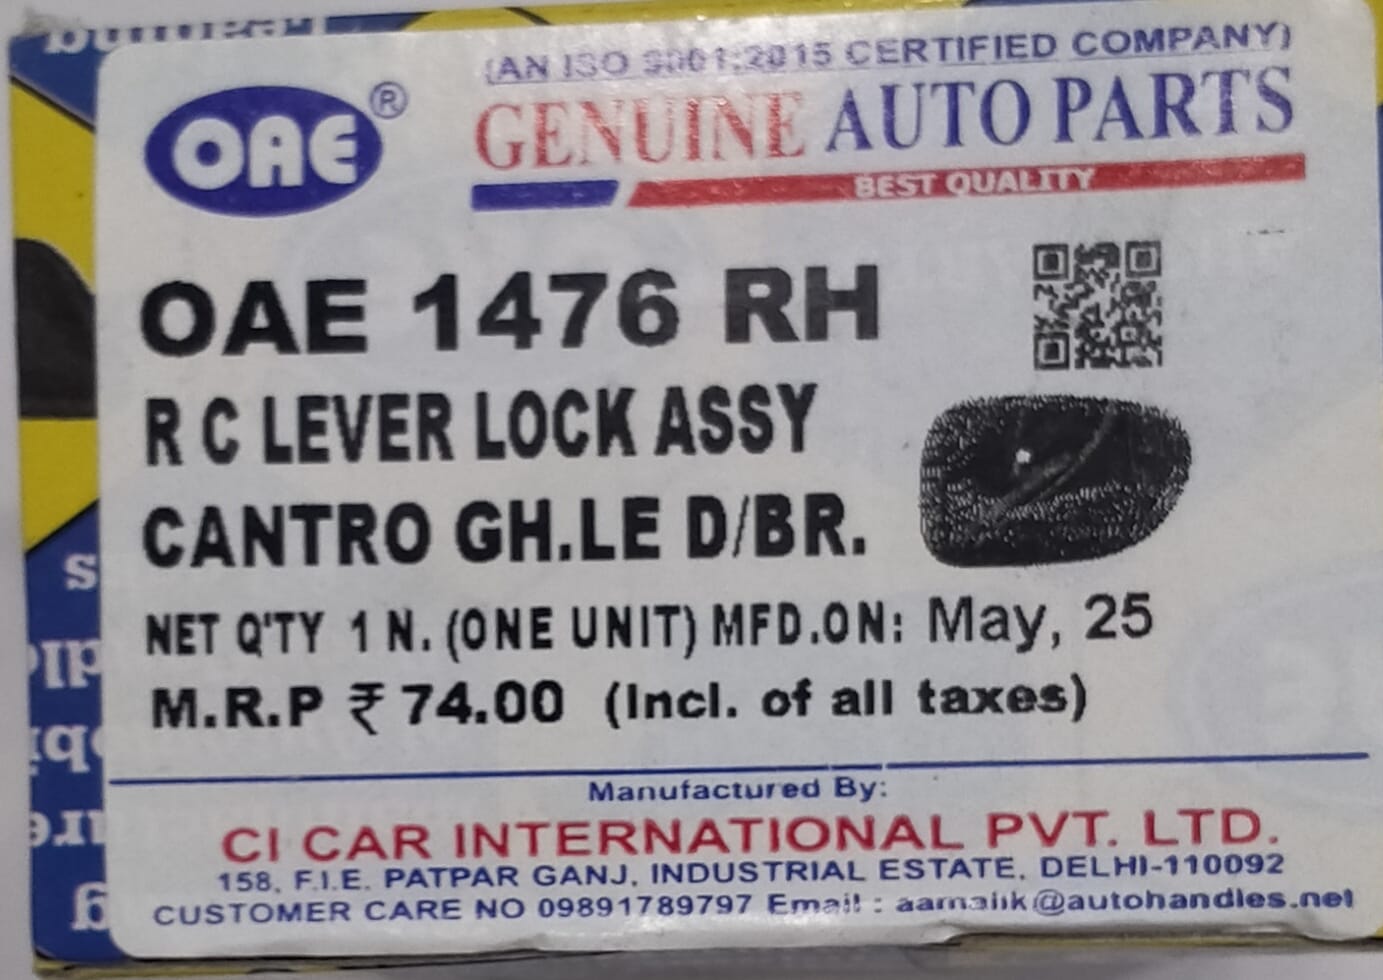 OAE ®
(AN ISO 9001:2015 CERTIFIED COMPANY)
GENUINE AUTO PARTS
BEST QUALITY
OAE 1476 RH
R C LEVER LOCK ASSY
CANTRO GH.LE D/BR.
NET Q'TY 1 N. (ONE UNIT) MFD.ON: May, 25
M.R.P ₹ 74.00 (Incl. of all taxes)
Manufactured By:
CI CAR INTERNATIONAL PVT. LTD.
158, F.I.E. PATPAR GANJ, INDUSTRIAL ESTATE, DELHI-110092
CUSTOMER CARE NO 09891789797 Email : aamalik@autohandles.net